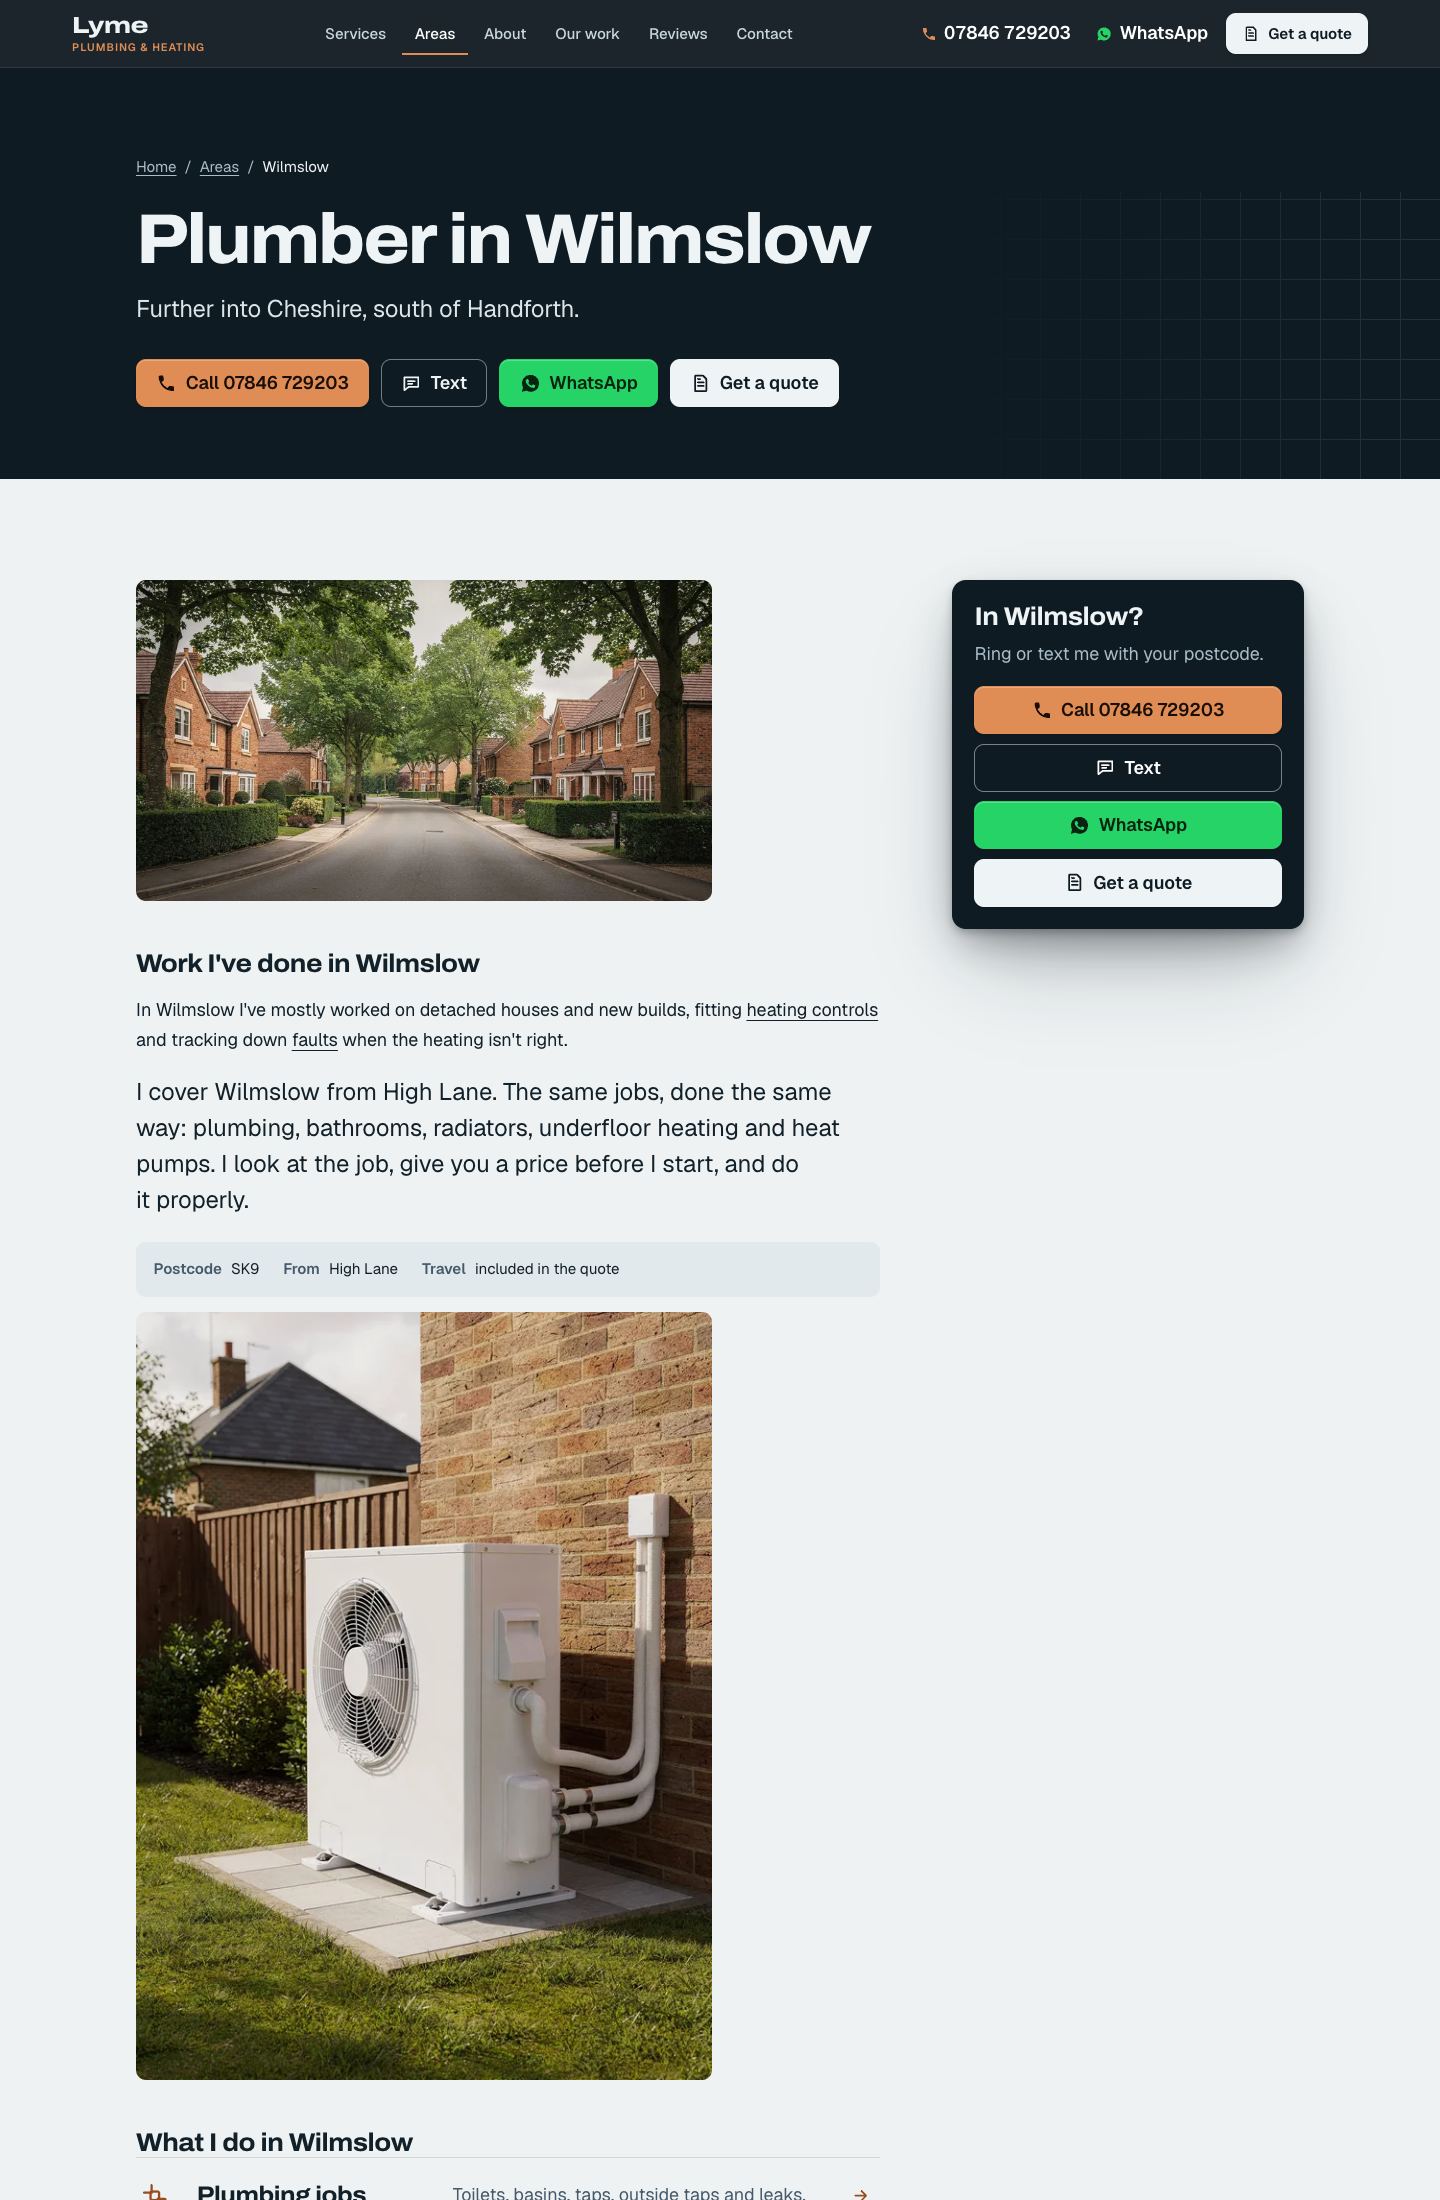 Lyme
PLUMBING & HEATING
Services
Areas
About
Our work
Reviews
Contact
07846 729203
WhatsApp
Get a quote
Home / Areas / Wilmslow
Plumber in Wilmslow
Further into Cheshire, south of Handforth.
Call 07846 729203
Text
WhatsApp
Get a quote
In Wilmslow?
Ring or text me with your postcode.
Call 07846 729203
Text
WhatsApp
Get a quote
Work I've done in Wilmslow
In Wilmslow I've mostly worked on detached houses and new builds, fitting heating controls
and tracking down faults when the heating isn't right.
I cover Wilmslow from High Lane. The same jobs, done the same
way: plumbing, bathrooms, radiators, underfloor heating and heat
pumps. I look at the job, give you a price before I start, and do
it properly.
Postcode SK9 From High Lane Travel included in the quote
What I do in Wilmslow
Plumbing jobs
Toilets, basins, taps, outside taps and leaks.